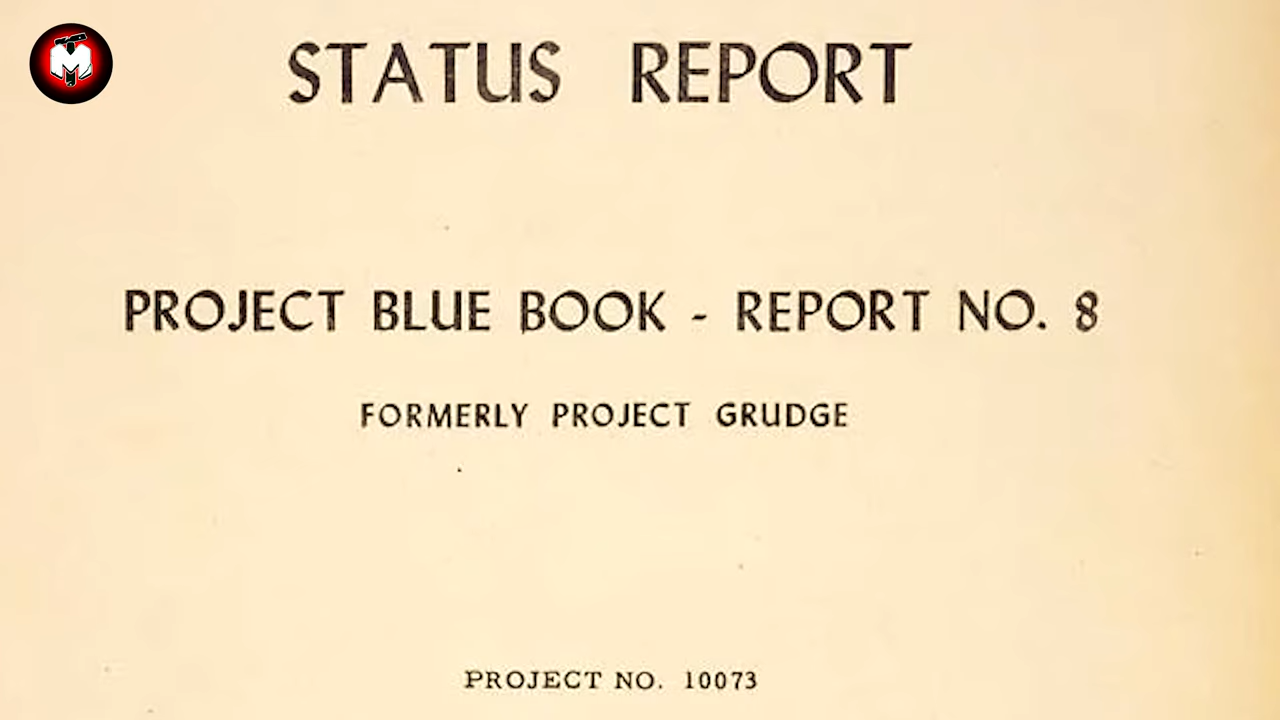 STATUS REPORT
PROJECT BLUE BOOK - REPORT NO. 8
FORMERLY PROJECT GRUDGE
PROJECT NO. 10073